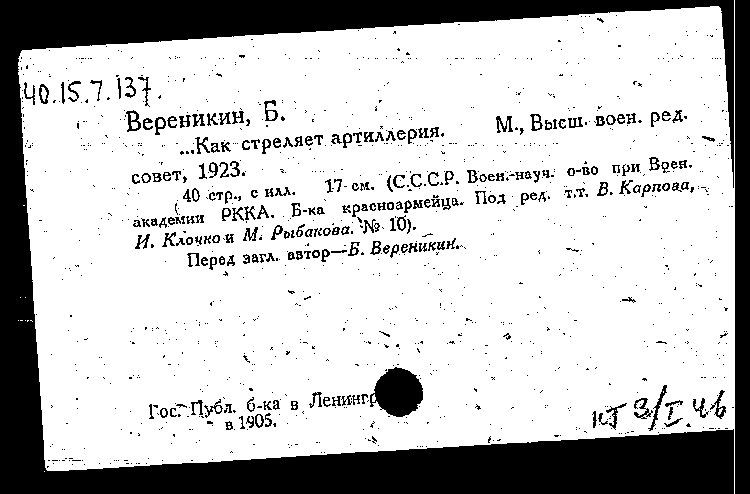 40.15.7.137.
Вереникин, Б.
...Как стреляет артиллерия. М., Высш. воен. ред.
совет, 1923.
40 стр., с илл. 17 см. (С.С.С.Р. Воен.-науч. о-во при Воен.
академии РККА. Б-ка красноармейца. Под ред. т.т. В. Карпова,
И. Клочко и М. Рыбакова. № 10).
Перед загл. автор—Б. Вереникин.
Гос. Публ. б-ка в Ленингр
в 1905.
3/I.46